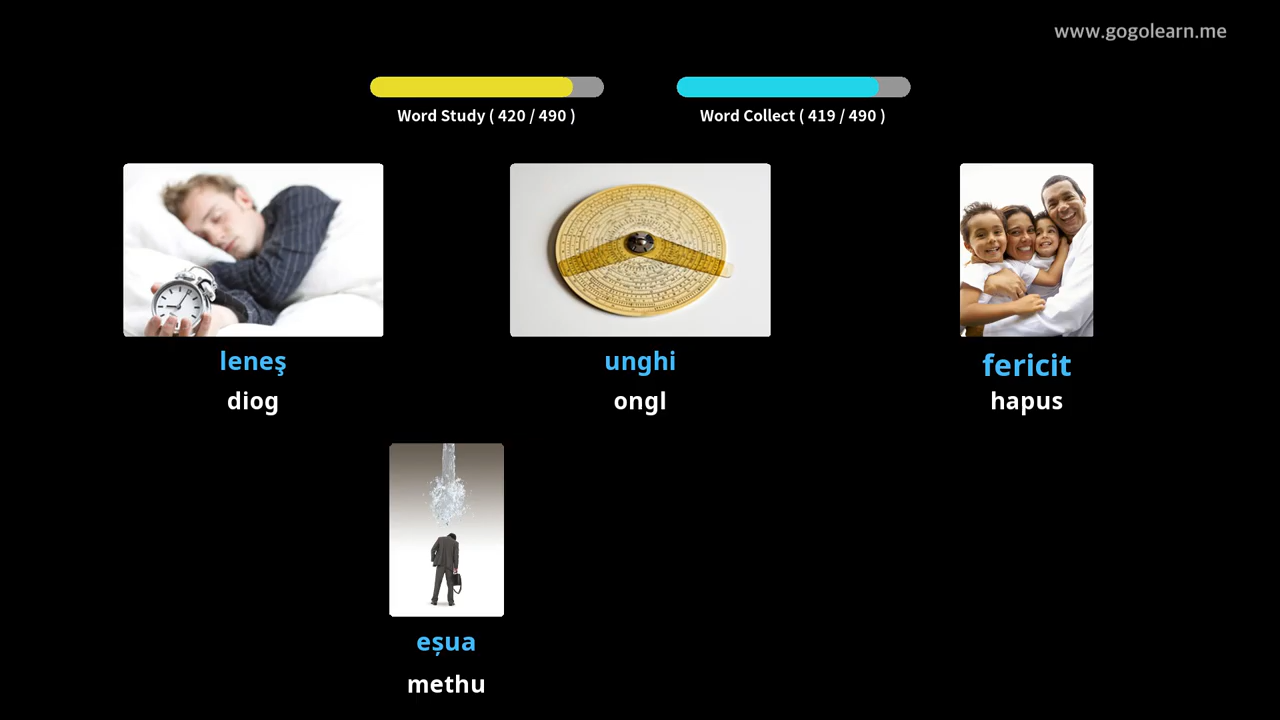 www.gogolearn.me
Word Study ( 420 / 490 )
Word Collect ( 419 / 490 )
leneş
diog
unghi
ongl
fericit
hapus
eșua
methu